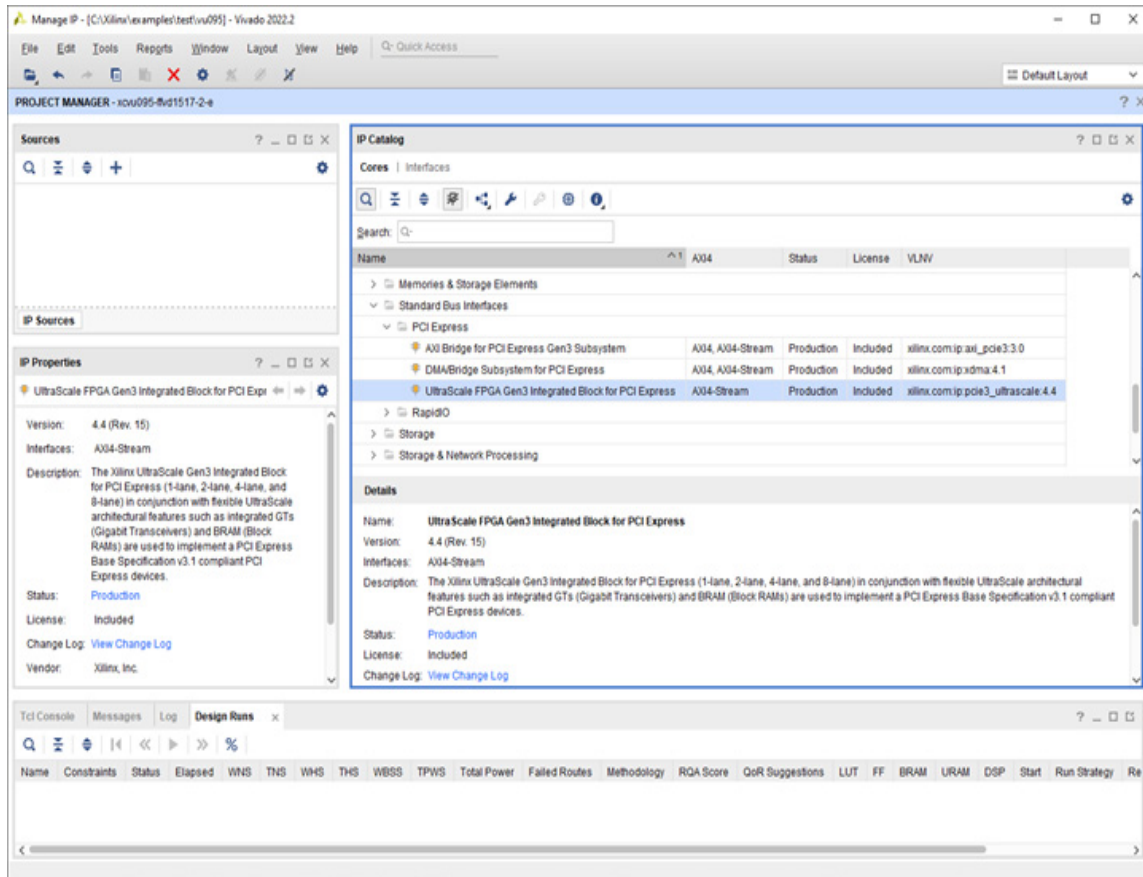 Manage IP - [C:\Xilinx\examples\test\vu095] - Vivado 2022.2
File Edit Tools Reports Window Layout View Help Quick Access
Default Layout
PROJECT MANAGER - xcvu095-ffvd1517-2-e
Sources
IP Sources
IP Properties
UltraScale FPGA Gen3 Integrated Block for PCI Expr
Version: 4.4 (Rev. 15)
Interfaces: AXI4-Stream
Description: The Xilinx UltraScale Gen3 Integrated Block
for PCI Express (1-lane, 2-lane, 4-lane, and
8-lane) in conjunction with flexible UltraScale
architectural features such as integrated GTs
(Gigabit Transceivers) and BRAM (Block
RAMs) are used to implement a PCI Express
Base Specification v3.1 compliant PCI
Express devices.
Status: Production
License: Included
Change Log: View Change Log
Vendor: Xilinx, Inc.
IP Catalog
Cores | Interfaces
Search:
Name 1 AXI4 Status License VLNV
Memories & Storage Elements
Standard Bus Interfaces
PCI Express
AXI Bridge for PCI Express Gen3 Subsystem AXI4, AXI4-Stream Production Included xilinx.com:ip:axi_pcie3:3.0
DMA/Bridge Subsystem for PCI Express AXI4, AXI4-Stream Production Included xilinx.com:ip:xdma:4.1
UltraScale FPGA Gen3 Integrated Block for PCI Express AXI4-Stream Production Included xilinx.com:ip:pcie3_ultrascale:4.4
RapidIO
Storage
Storage & Network Processing
Details
Name: UltraScale FPGA Gen3 Integrated Block for PCI Express
Version: 4.4 (Rev. 15)
Interfaces: AXI4-Stream
Description: The Xilinx UltraScale Gen3 Integrated Block for PCI Express (1-lane, 2-lane, 4-lane, and 8-lane) in conjunction with flexible UltraScale architectural
features such as integrated GTs (Gigabit Transceivers) and BRAM (Block RAMs) are used to implement a PCI Express Base Specification v3.1 compliant
PCI Express devices.
Status: Production
License: Included
Change Log: View Change Log
Tcl Console Messages Log Design Runs
Name Constraints Status Elapsed WNS TNS WHS THS WBSS TPWS Total Power Failed Routes Methodology RQA Score QoR Suggestions LUT FF BRAM URAM DSP Start Run Strategy Re